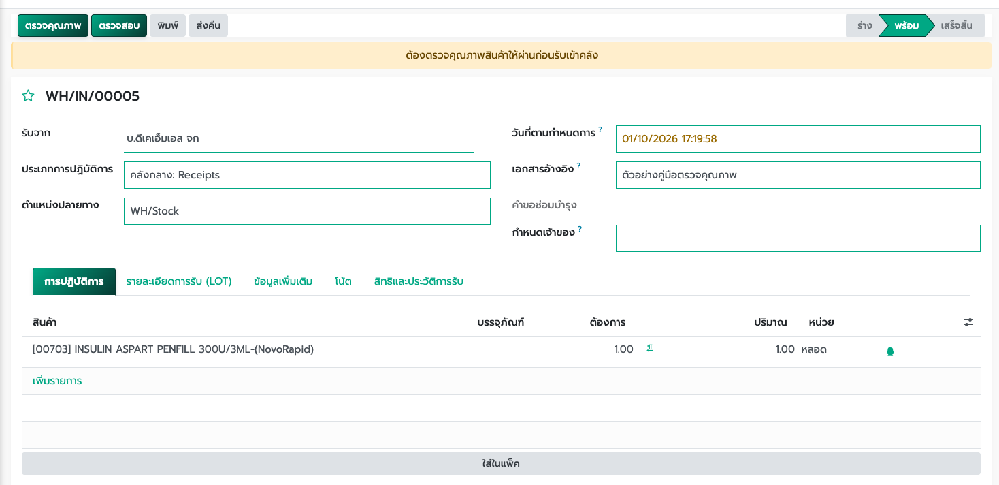 ตรวจคุณภาพ ตรวจสอบ พิมพ์ ส่งคืน ร่าง พร้อม เสร็จสิ้น
ต้องตรวจคุณภาพสินค้าให้ผ่านก่อนรับเข้าคลัง
WH/IN/00005
รับจาก บ.ดีเคเอ็มเอส จก วันที่ตามกำหนดการ ? 01/10/2026 17:19:58
ประเภทการปฏิบัติการ คลังกลาง: Receipts เอกสารอ้างอิง ? ตัวอย่างคู่มือตรวจคุณภาพ
ตำแหน่งปลายทาง WH/Stock คำขอซ่อมบำรุง
กำหนดเจ้าของ ?
การปฏิบัติการ รายละเอียดการรับ (LOT) ข้อมูลเพิ่มเติม โน้ต สิทธิและประวัติการรับ
สินค้า บรรจุภัณฑ์ ต้องการ ปริมาณ หน่วย
[00703] INSULIN ASPART PENFILL 300U/3ML-(NovoRapid) 1.00 1.00 หลอด
เพิ่มรายการ
ใส่ในแพ็ค